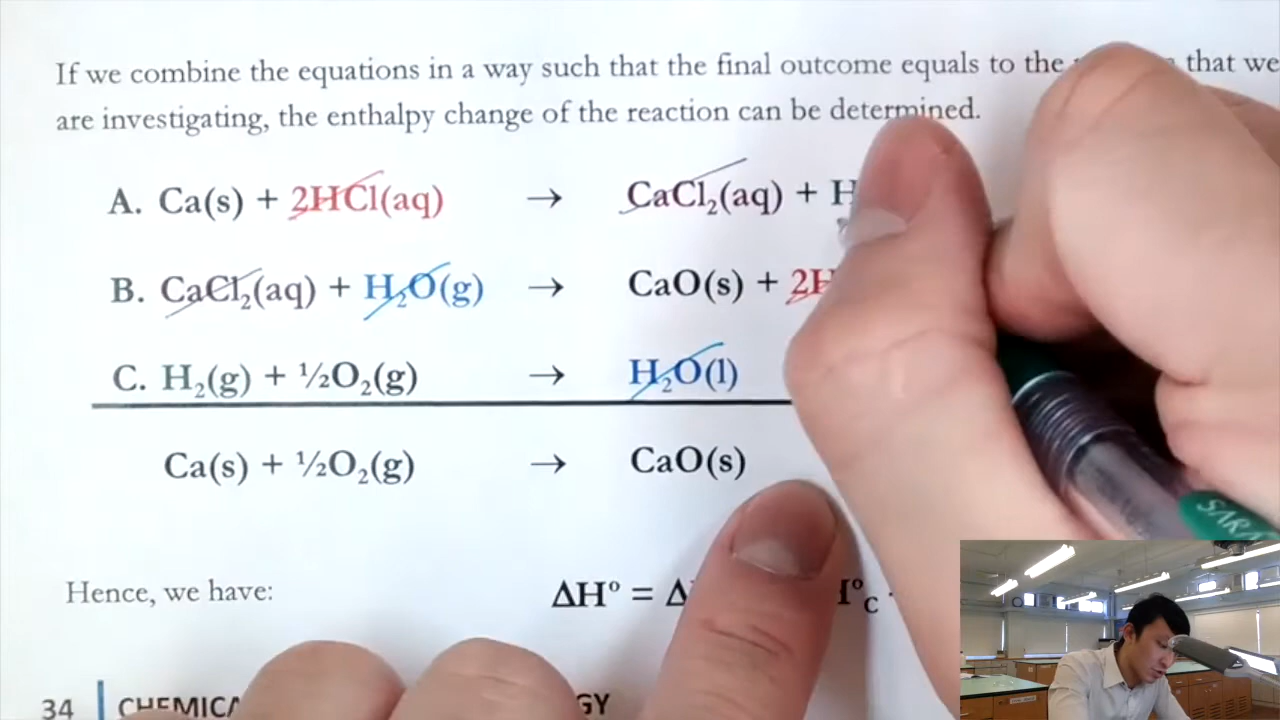 If we combine the equations in a way such that the final outcome equals to the that we
are investigating, the enthalpy change of the reaction can be determined.
A. Ca(s) + 2HCl(aq) → CaCl₂(aq) + H
B. CaCl₂(aq) + H₂O(g) → CaO(s) + 2H
C. H₂(g) + ½O₂(g) → H₂O(l)
Ca(s) + ½O₂(g) → CaO(s)
Hence, we have: ΔH° = Δ H°C
34 CHEMICA GY
SARA